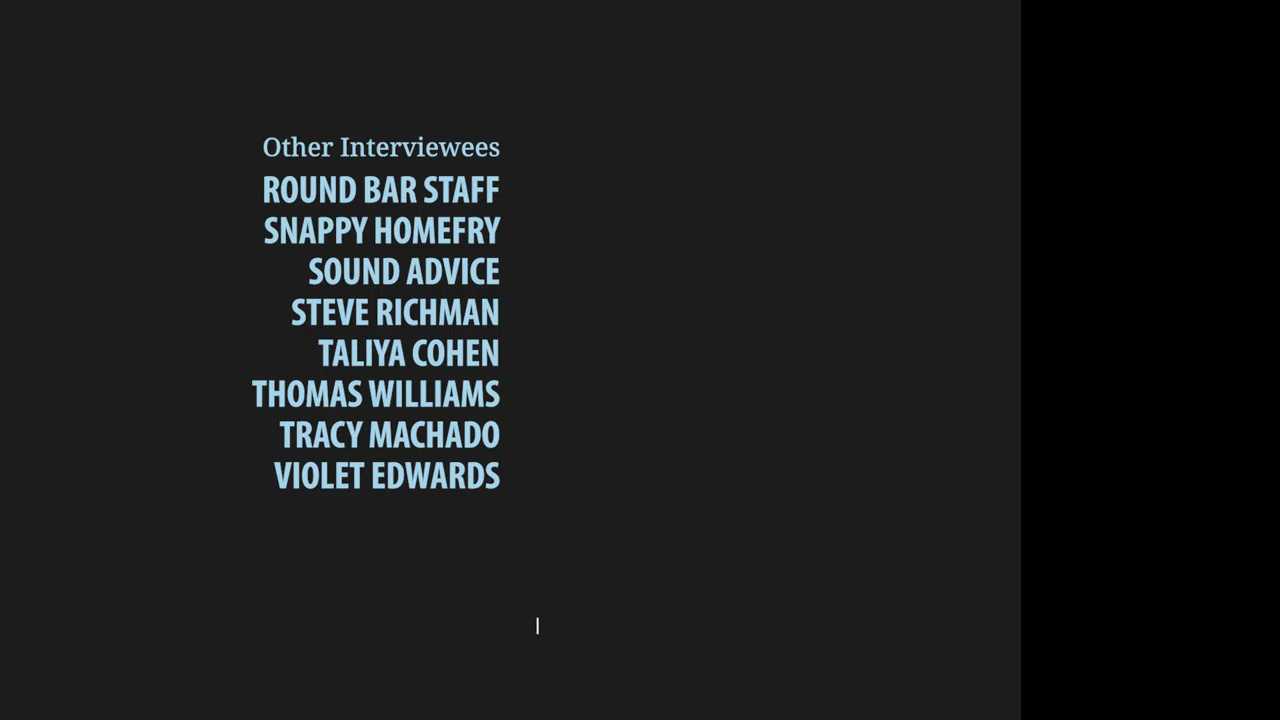 Other Interviewees
ROUND BAR STAFF
SNAPPY HOMEFRY
SOUND ADVICE
STEVE RICHMAN
TALIYA COHEN
THOMAS WILLIAMS
TRACY MACHADO
VIOLET EDWARDS